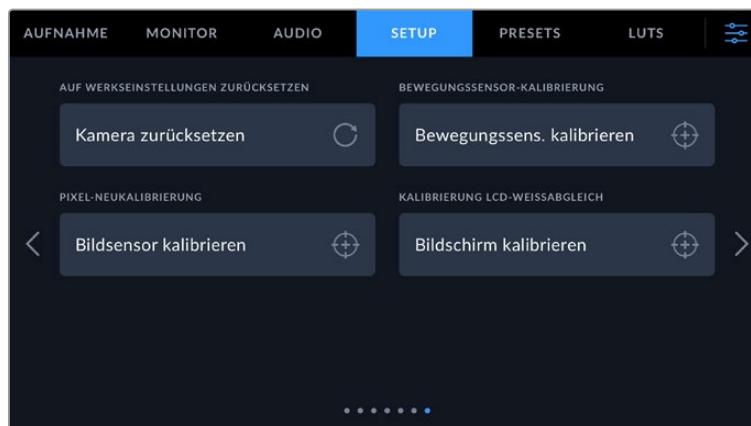 AUFNAHME MONITOR AUDIO SETUP PRESETS LUTS
AUF WERKSEINSTELLUNGEN ZURÜCKSETZEN BEWEGUNGSSENSOR-KALIBRIERUNG
Kamera zurücksetzen Bewegungssens. kalibrieren
PIXEL-NEUKALIBRIERUNG KALIBRIERUNG LCD-WEISSABGLEICH
Bildsensor kalibrieren Bildschirm kalibrieren